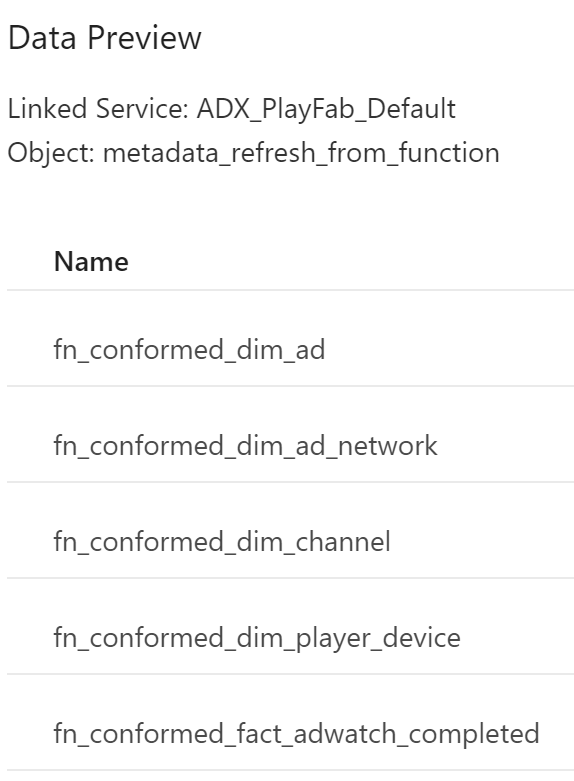 Data Preview
Linked Service: ADX_PlayFab_Default
Object: metadata_refresh_from_function
Name
fn_conformed_dim_ad
fn_conformed_dim_ad_network
fn_conformed_dim_channel
fn_conformed_dim_player_device
fn_conformed_fact_adwatch_completed